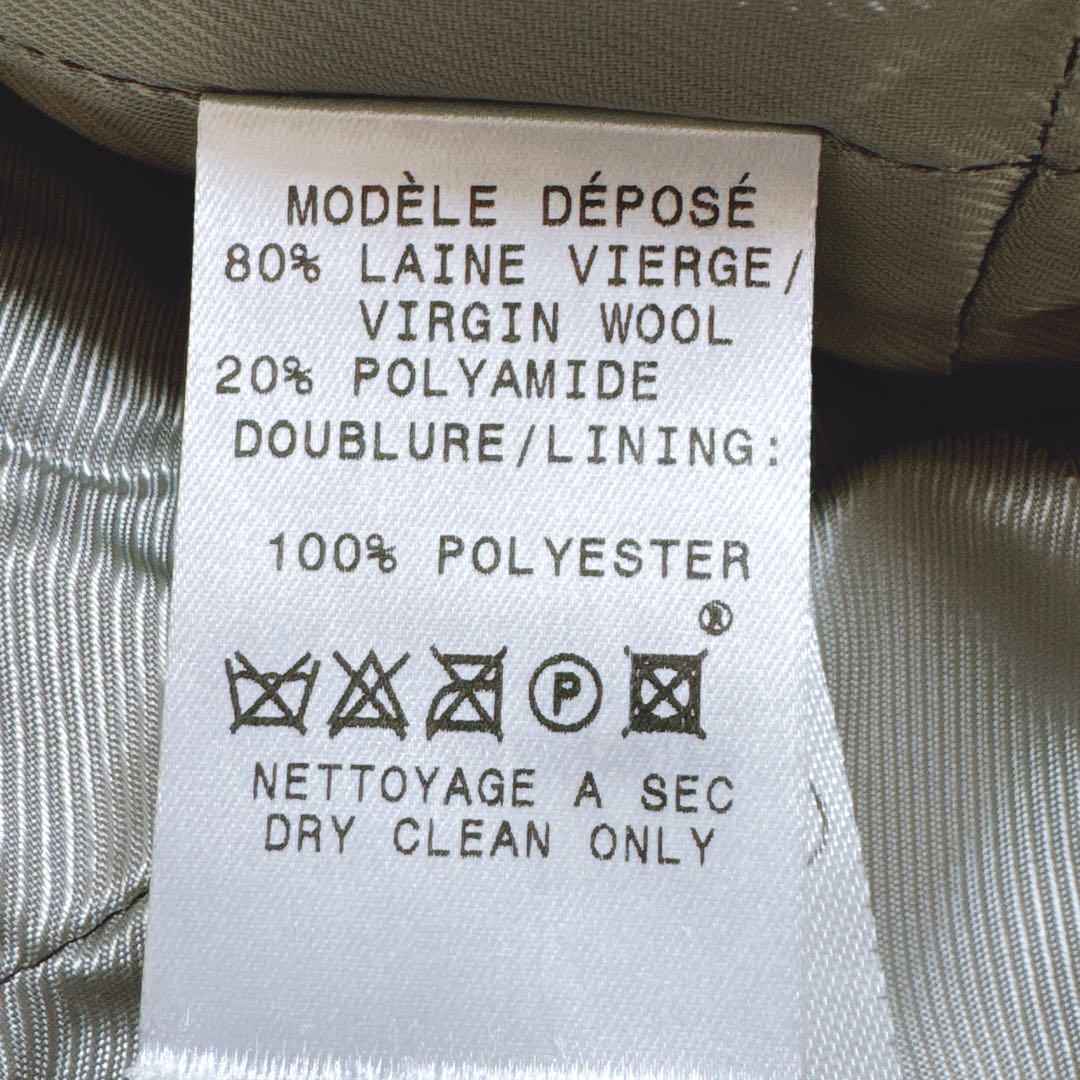 MODÈLE DÉPOSÉ
80% LAINE VIERGE/
VIRGIN WOOL
20% POLYAMIDE
DOUBLURE/LINING:
100% POLYESTER
®
P
NETTOYAGE A SEC
DRY CLEAN ONLY